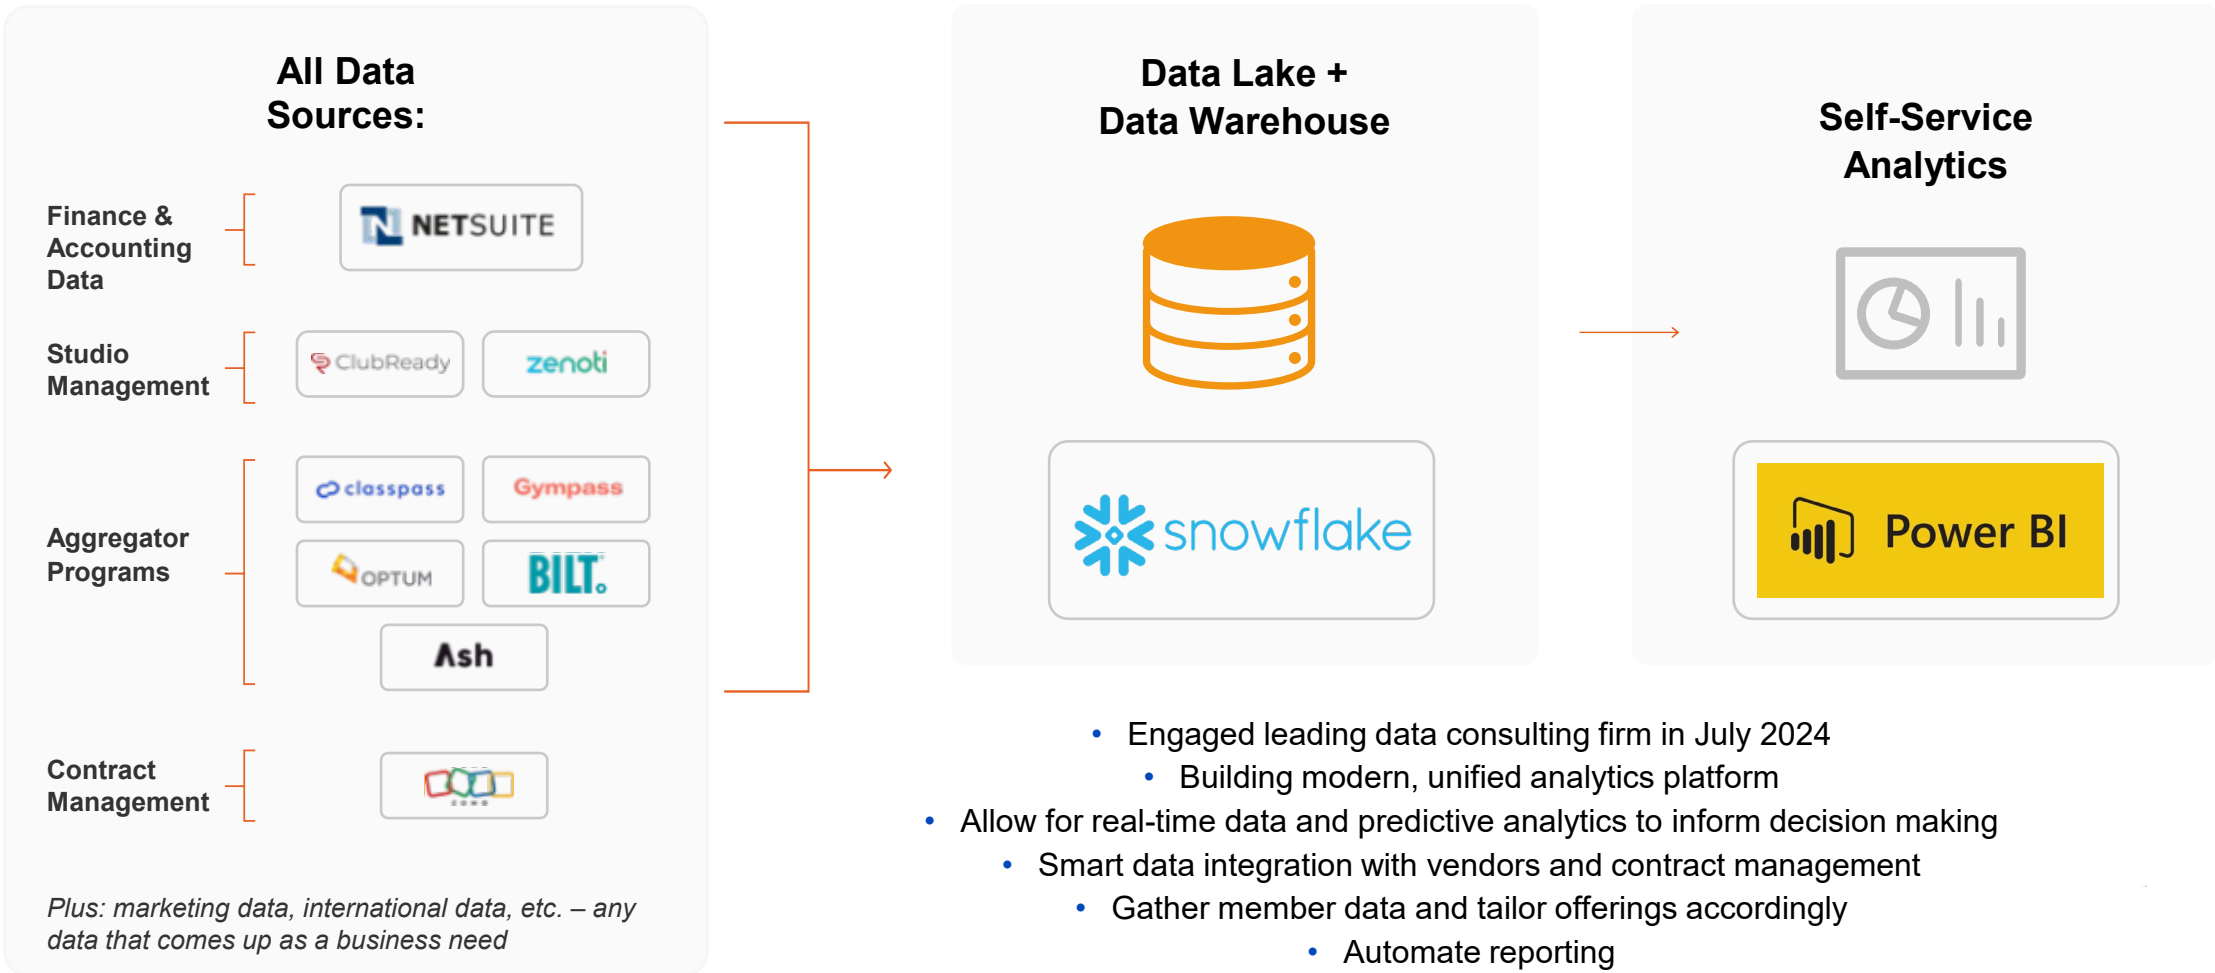 All Data
Sources:
Finance &
Accounting
Data
NETSUITE
Studio
Management
ClubReady
zenoti
Aggregator
Programs
classpass
Gympass
OPTUM
BILT
Ash
Contract
Management
ZOHO
Plus: marketing data, international data, etc. – any
data that comes up as a business need
Data Lake +
Data Warehouse
snowflake
Self-Service
Analytics
Power BI
• Engaged leading data consulting firm in July 2024
• Building modern, unified analytics platform
• Allow for real-time data and predictive analytics to inform decision making
• Smart data integration with vendors and contract management
• Gather member data and tailor offerings accordingly
• Automate reporting